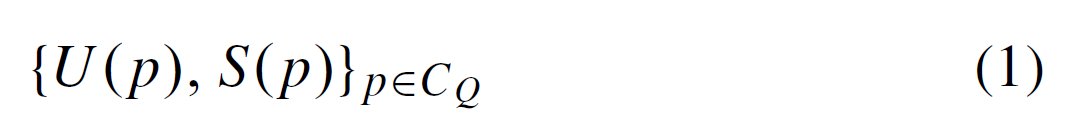 {U(p), S(p)}_{p∈C_Q} (1)